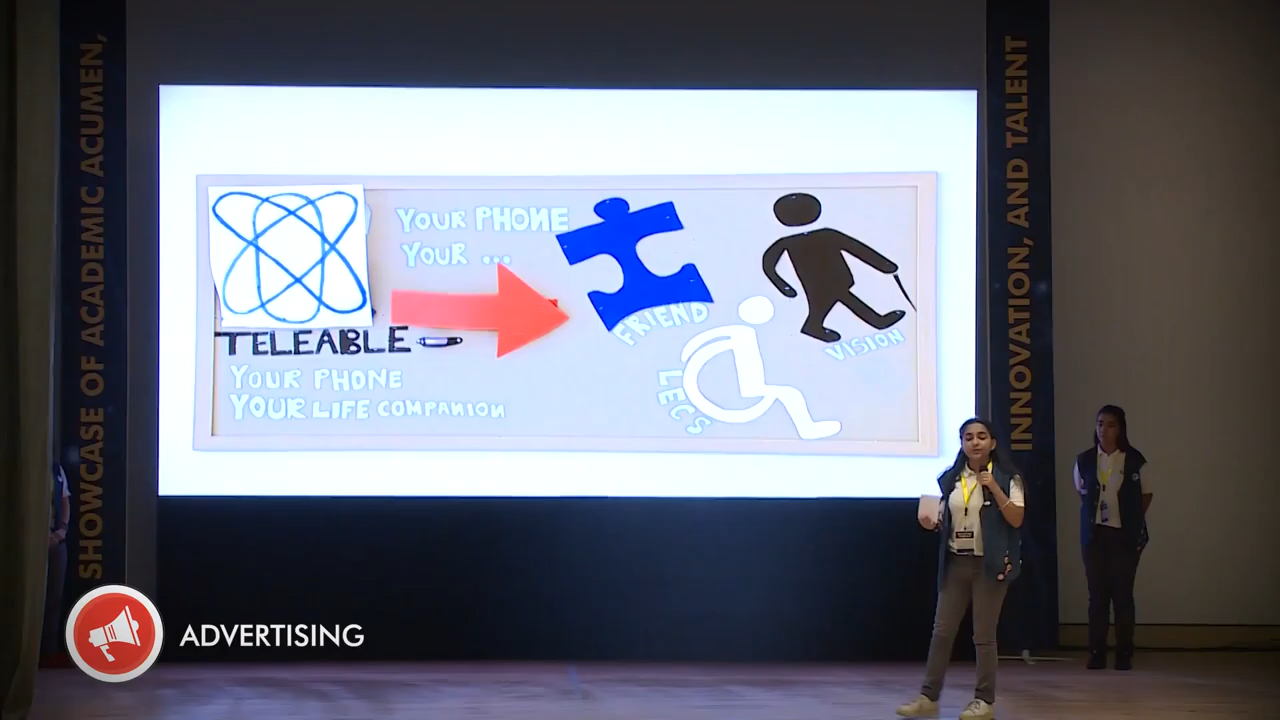 SHOWCASE OF ACADEMIC ACUMEN,
INNOVATION, AND TALENT
YOUR PHONE
YOUR ...
TELEABLE
YOUR PHONE
YOUR LIFE COMPANION
FRIEND
VISION
LEGS
ADVERTISING